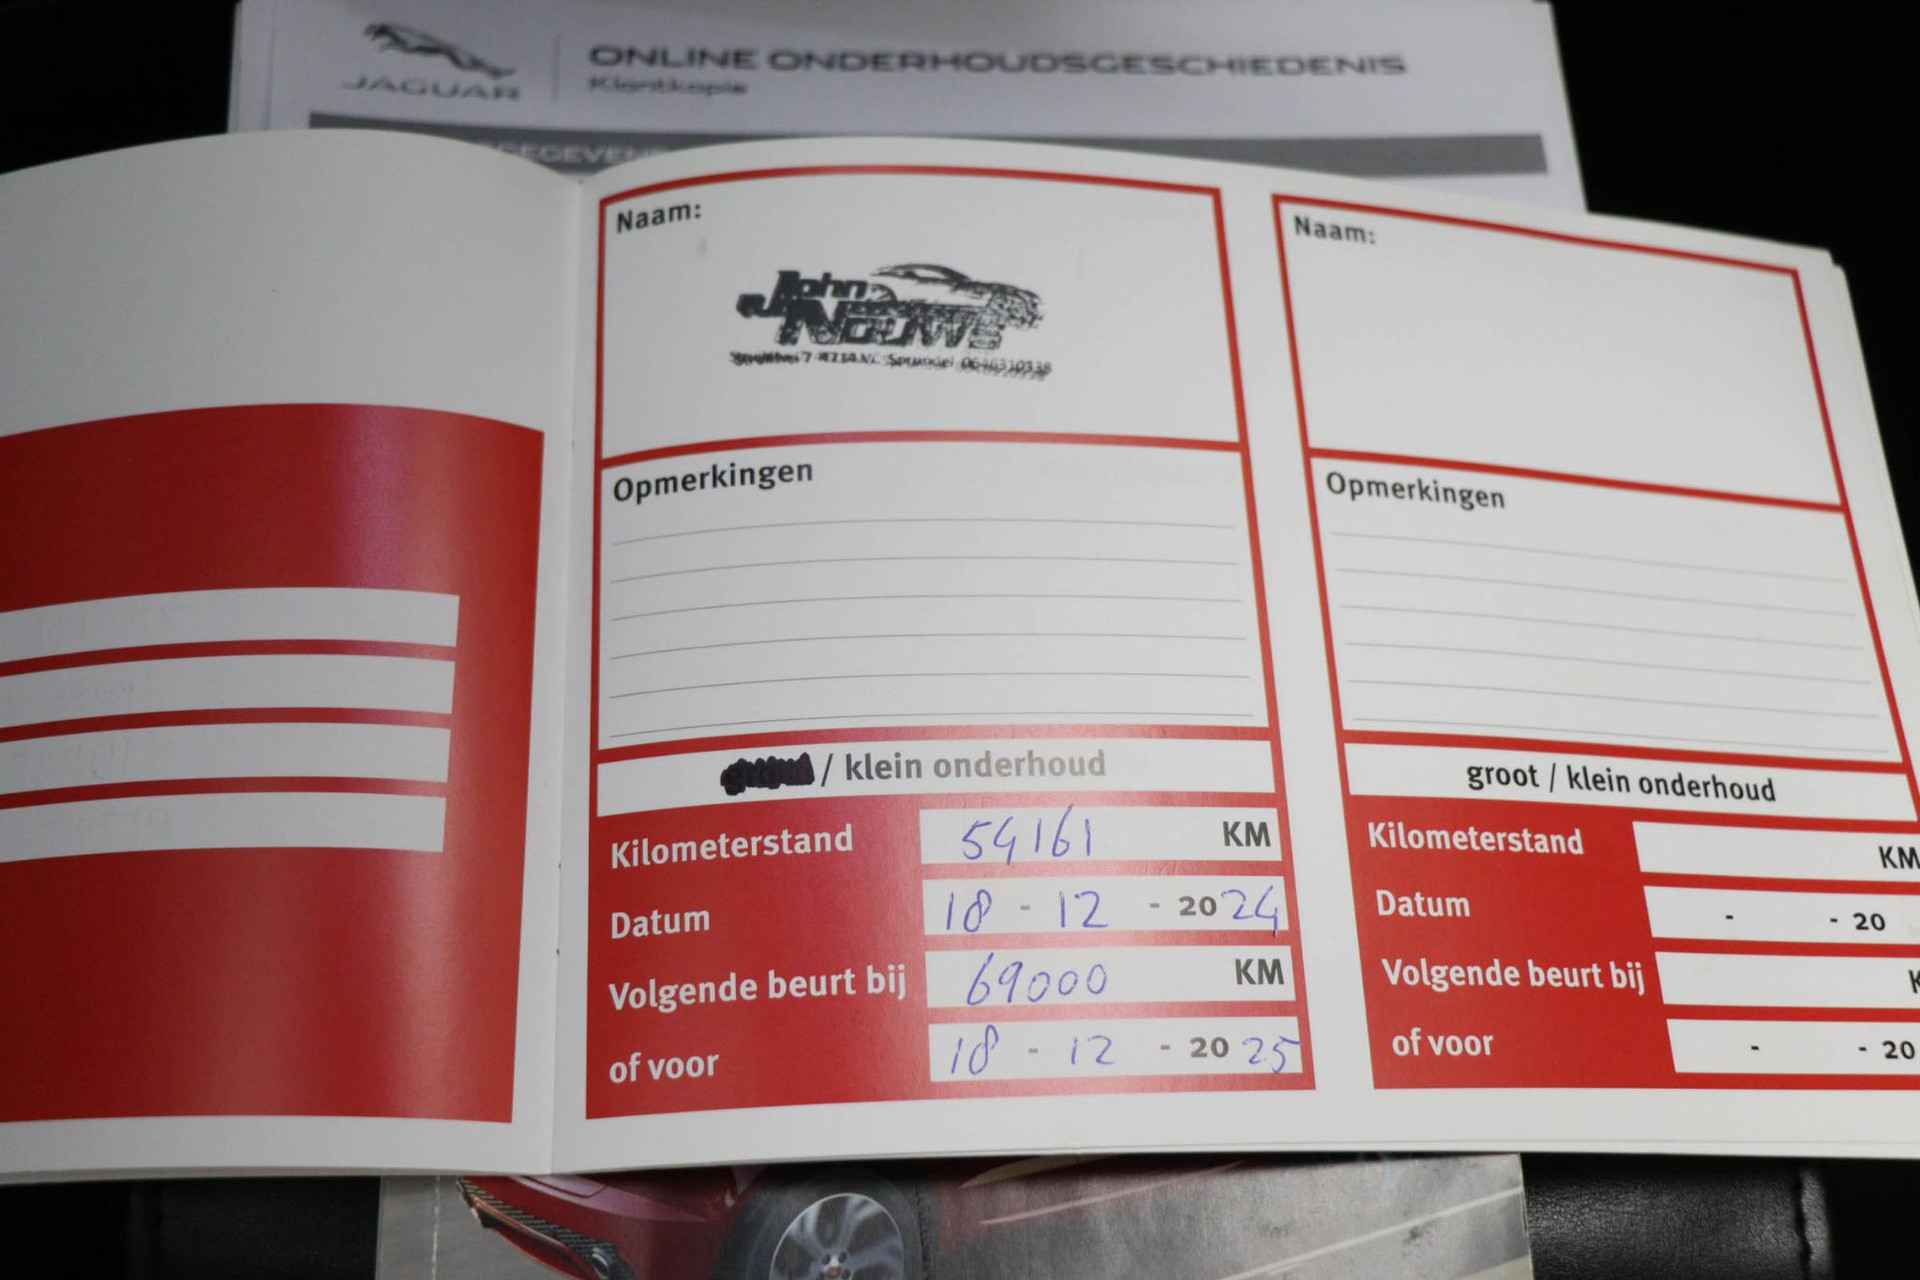 JAGUAR
ONLINE ONDERHOUDSGESCHIEDENIS
Klantkopie
Naam:
John
Nouws
Sprundel
Opmerkingen
/ klein onderhoud
Kilometerstand 54161 KM
Datum 18 - 12 - 2024
Volgende beurt bij 69000 KM
of voor 18 - 12 - 2025
Naam:
Opmerkingen
groot / klein onderhoud
Kilometerstand KM
Datum - - 20
Volgende beurt bij
of voor - - 20